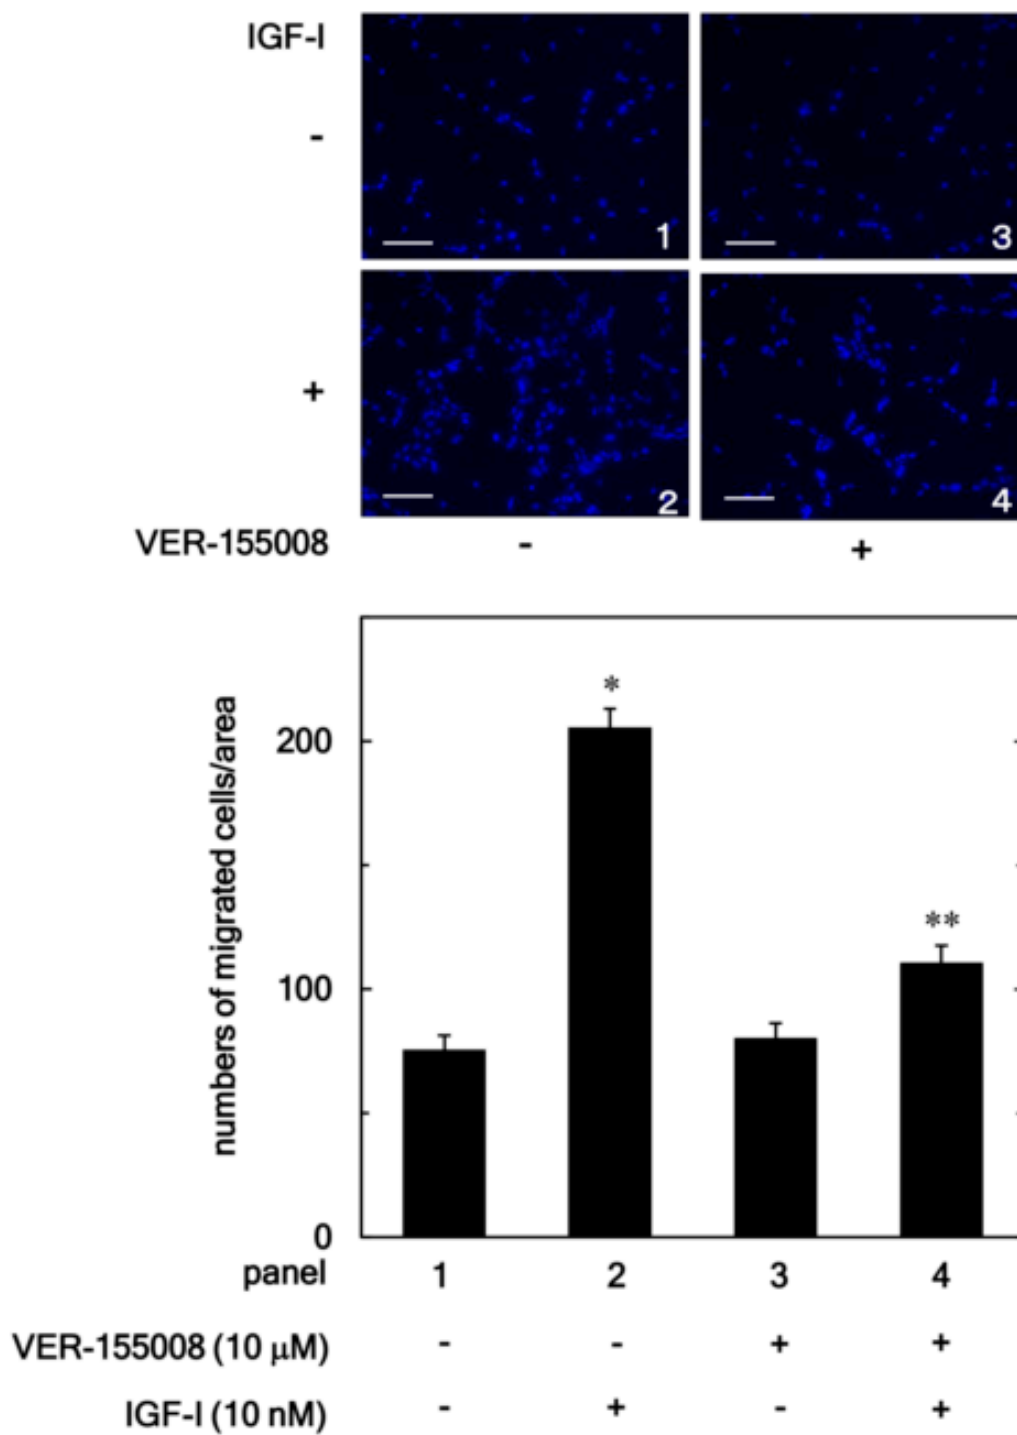 IGF-I
-
1
3
+
2
4
VER-155008 - +
numbers of migrated cells/area
*
200
**
100
0
panel 1 2 3 4
VER-155008 (10 μM) - - + +
IGF-I (10 nM) - + - +